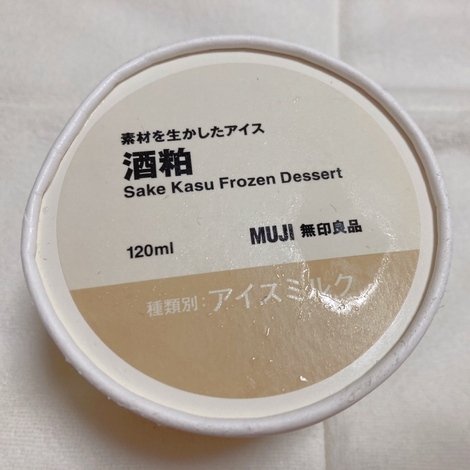 素材を生かしたアイス
酒粕
Sake Kasu Frozen Dessert
120ml
MUJI 無印良品
種類別：アイスミルク